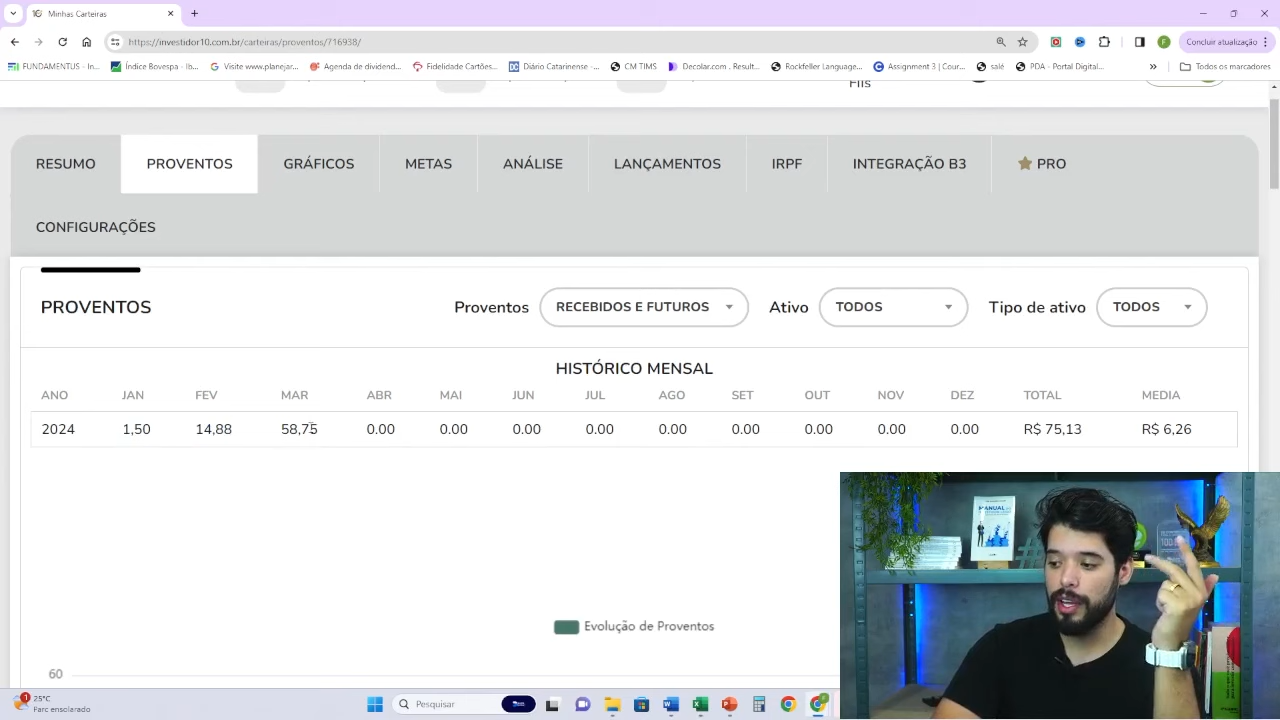 Minhas Carteiras
https://investidor10.com.br/carteiras/proventos/716938/
Concluir atualização
FUNDAMENTUS - In...
Índice Bovespa - Ib...
Visite www.planejar...
Agenda de dividend...
Fidelidade Cartões...
Diário Catarinense -...
CM TIMS
Decolar.com . Result...
Rockfeller Language...
Assignment 3 | Cour...
salé
PDA - Portal Digital...
Todos os marcadores
FIIs
RESUMO PROVENTOS GRÁFICOS METAS ANÁLISE LANÇAMENTOS IRPF INTEGRAÇÃO B3 PRO
CONFIGURAÇÕES
PROVENTOS Proventos RECEBIDOS E FUTUROS Ativo TODOS Tipo de ativo TODOS
HISTÓRICO MENSAL
ANO JAN FEV MAR ABR MAI JUN JUL AGO SET OUT NOV DEZ TOTAL MEDIA
2024 1,50 14,88 58,75 0.00 0.00 0.00 0.00 0.00 0.00 0.00 0.00 0.00 R$ 75,13 R$ 6,26
Evolução de Proventos
60
MANUAL
25°C
Parc ensolarado
Pesquisar